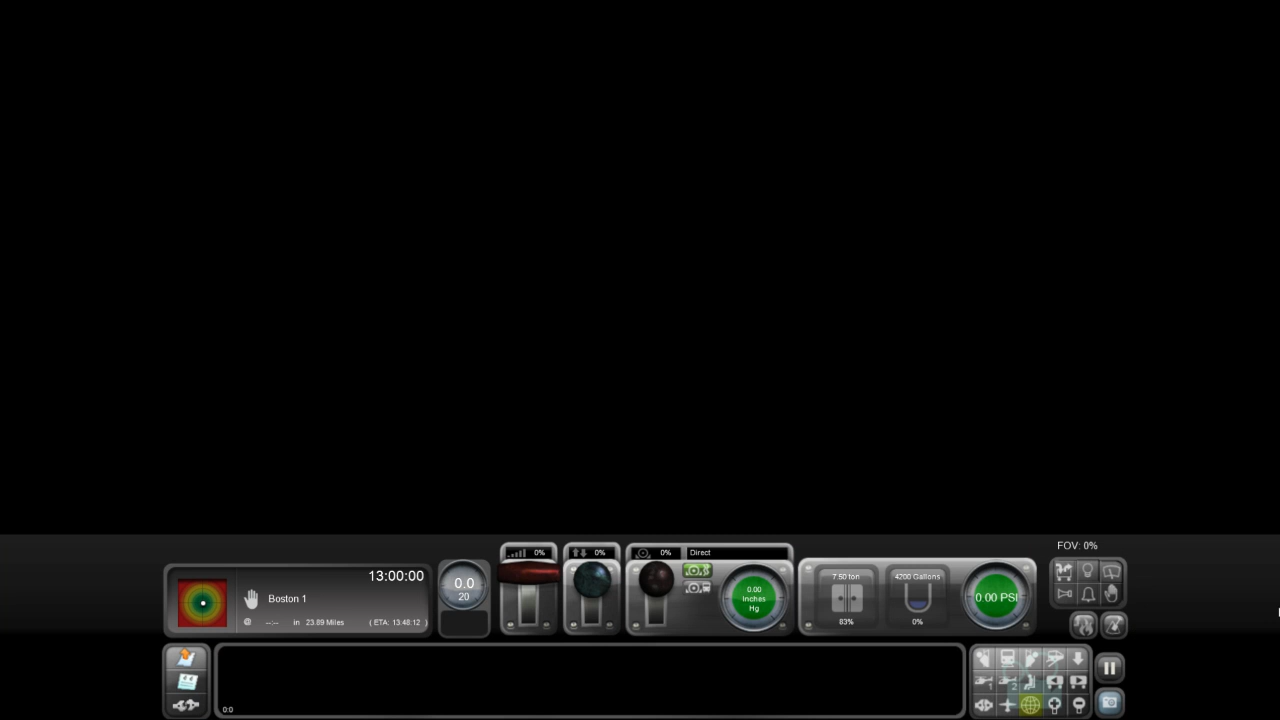 FOV: 0%
0%
0%
0%
Direct
13:00:00
0.0
20
Boston 1
@ --:-- in 23.89 Miles ( ETA: 13:48:12 )
0.00
Inches
Hg
7.50 ton
83%
4200 Gallons
0%
0.00 PSI
0:0
1
2